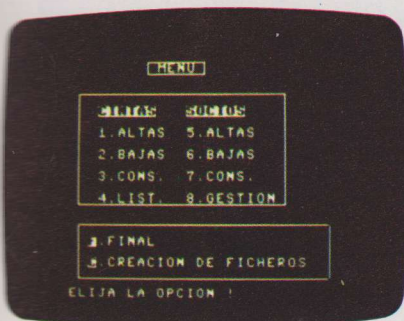 MENU
CINTAS SOCIOS
1.ALTAS 5.ALTAS
2.BAJAS 6.BAJAS
3.CONS. 7.CONS.
4.LIST. 8.GESTION
.FINAL
.CREACION DE FICHEROS
ELIJA LA OPCION !